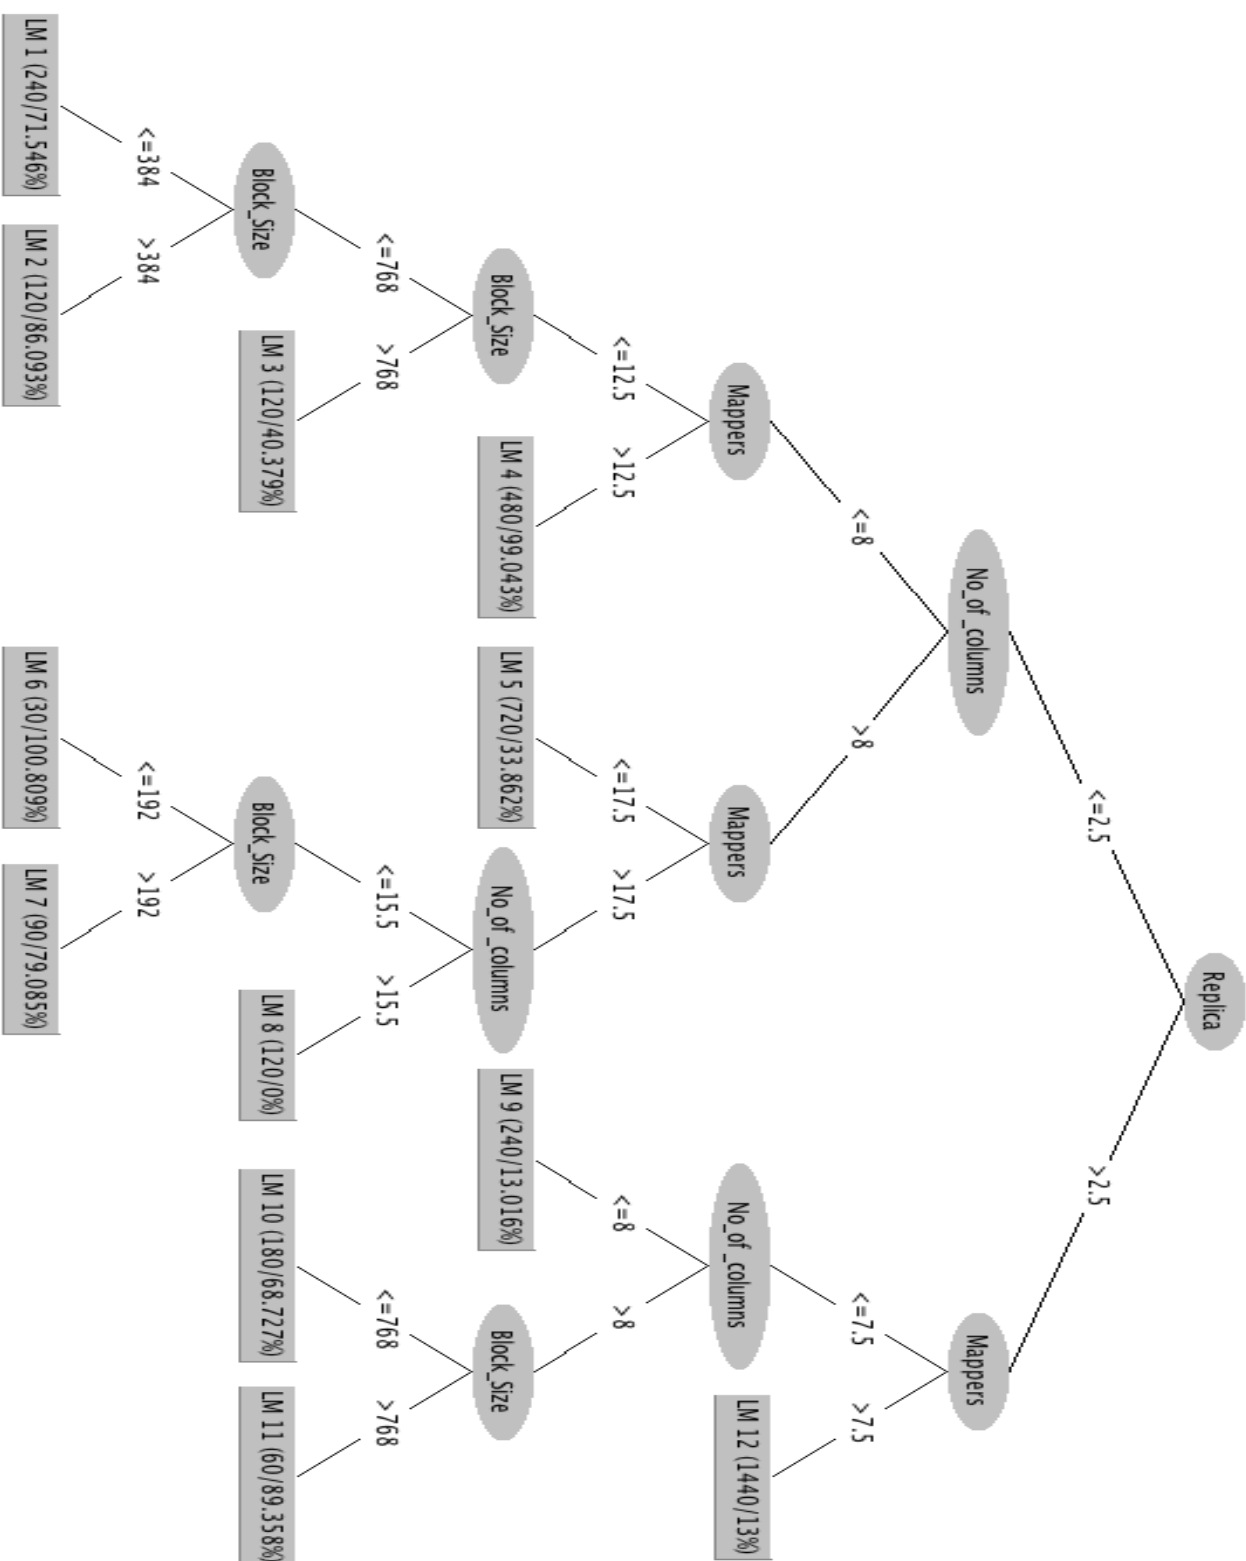 Replica
<=2.5
>2.5
No_of_columns
Mappers
<=8
>8
<=7.5
>7.5
Mappers
Mappers
No_of_columns
LM 12 (1440/13%)
<=12.5
>12.5
<=17.5
>17.5
<=8
>8
Block_Size
LM 4 (480/99.043%)
LM 5 (720/33.862%)
No_of_columns
LM 9 (240/13.016%)
Block_Size
<=768
>768
<=15.5
>15.5
<=768
>768
Block_Size
LM 3 (120/40.379%)
Block_Size
LM 8 (120/0%)
LM 10 (180/68.727%)
LM 11 (60/89.358%)
<=384
>384
<=192
>192
LM 1 (240/71.546%)
LM 2 (120/86.093%)
LM 6 (30/100.809%)
LM 7 (90/79.085%)